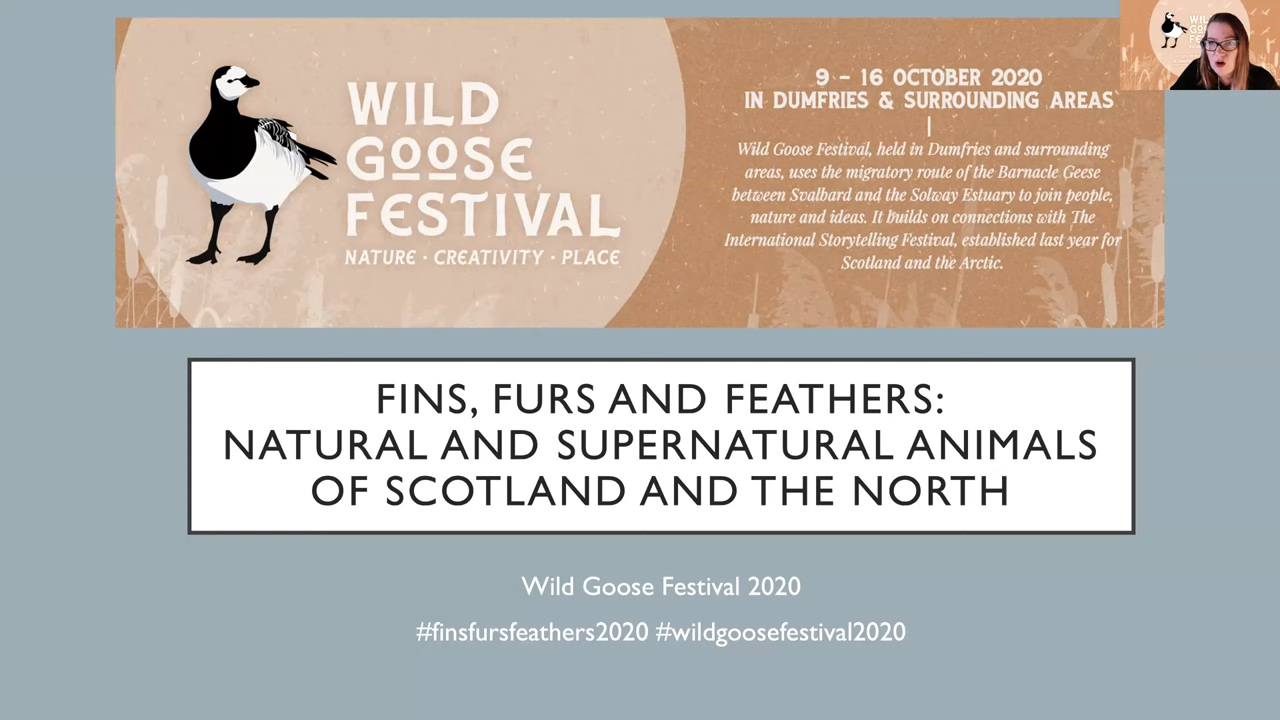 WILD
GOOSE
FESTIVAL
NATURE · CREATIVITY · PLACE
9 – 16 OCTOBER 2020
IN DUMFRIES & SURROUNDING AREAS
Wild Goose Festival, held in Dumfries and surrounding
areas, uses the migratory route of the Barnacle Geese
between Svalbard and the Solway Estuary to join people,
nature and ideas. It builds on connections with The
International Storytelling Festival, established last year for
Scotland and the Arctic.
FINS, FURS AND FEATHERS:
NATURAL AND SUPERNATURAL ANIMALS
OF SCOTLAND AND THE NORTH
Wild Goose Festival 2020
#finsfursfeathers2020 #wildgoosefestival2020